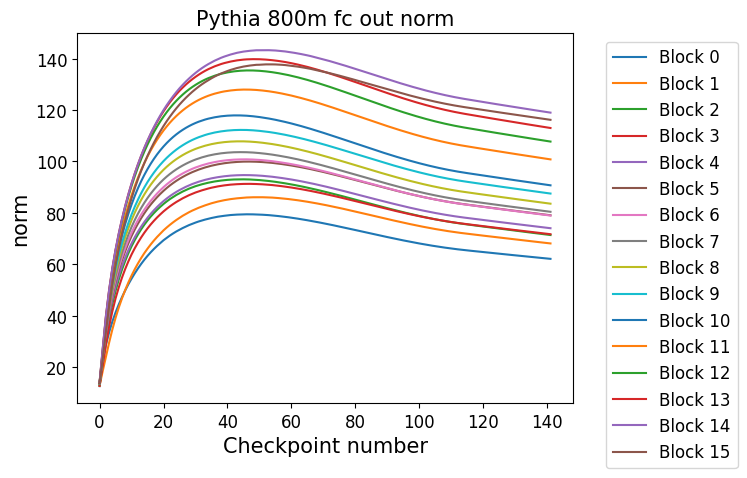 Pythia 800m fc out norm
norm
140
120
100
80
60
40
20
0 20 40 60 80 100 120 140
Checkpoint number
Block 0
Block 1
Block 2
Block 3
Block 4
Block 5
Block 6
Block 7
Block 8
Block 9
Block 10
Block 11
Block 12
Block 13
Block 14
Block 15